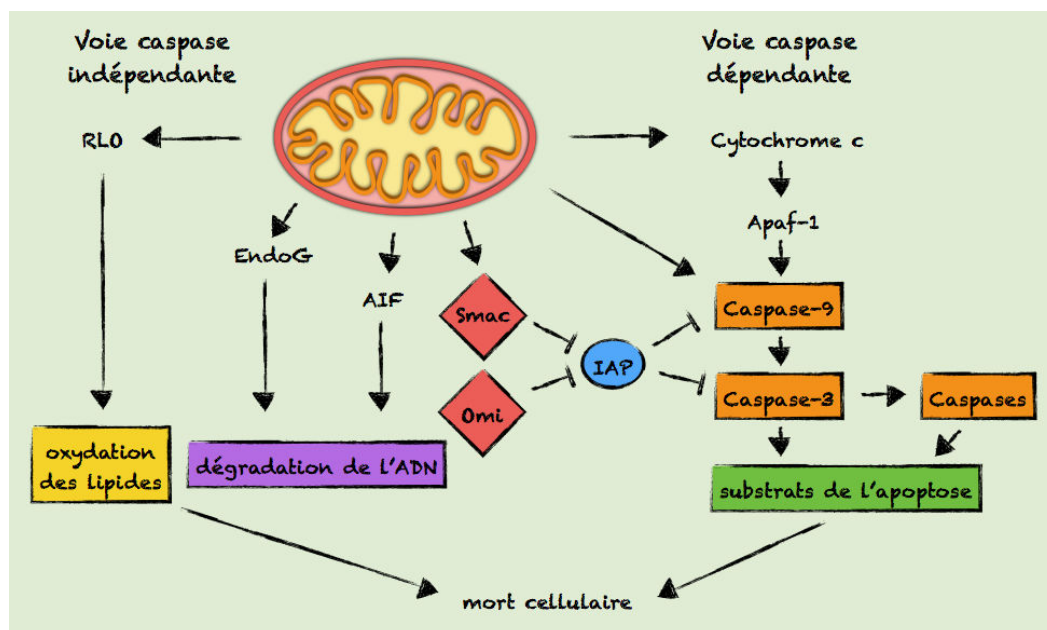 Voie caspase
indépendante
Voie caspase
dépendante
RLO
Cytochrome c
Apaf-1
EndoG
AIF
Smac
Caspase-9
IAP
Omi
Caspase-3
Caspases
oxydation
des lipides
dégradation de l'ADN
substrats de l'apoptose
mort cellulaire